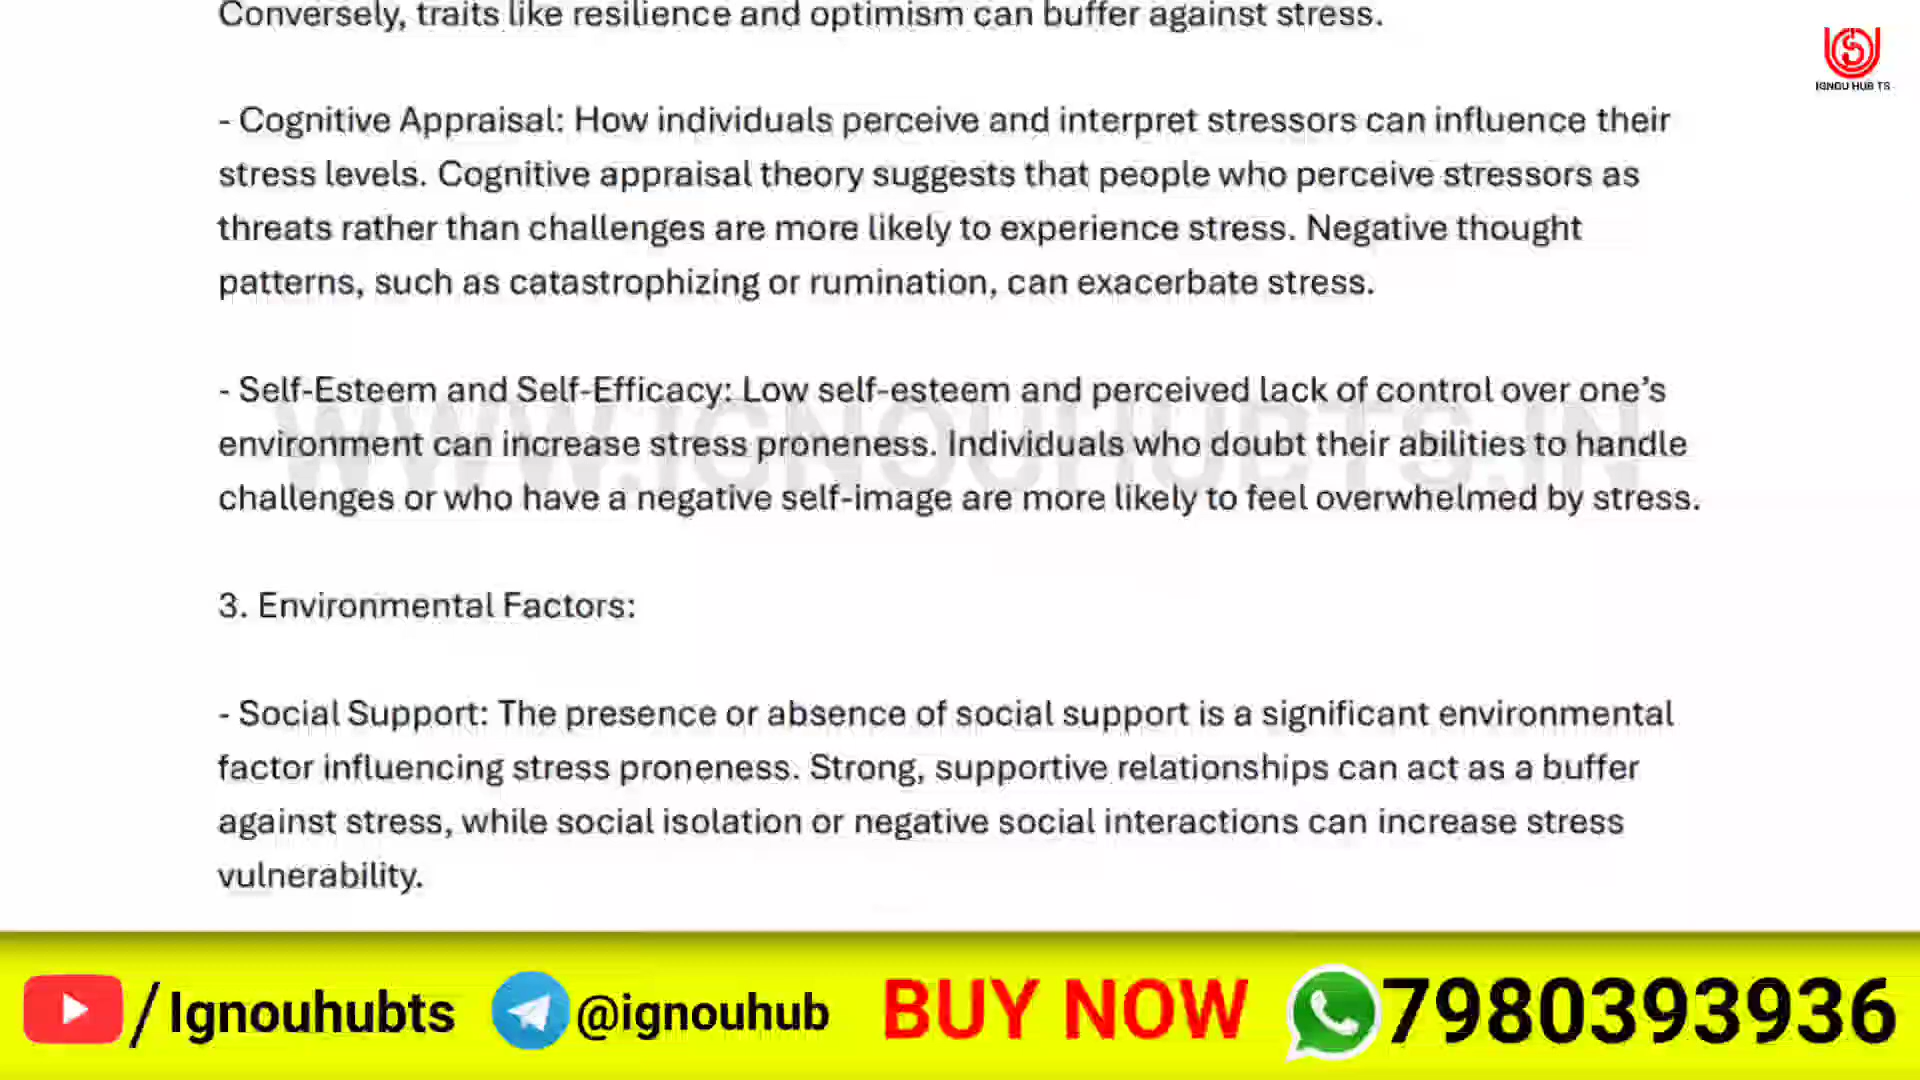 Conversely, traits like resilience and optimism can buffer against stress.
IGNOU HUB TS
- Cognitive Appraisal: How individuals perceive and interpret stressors can influence their
stress levels. Cognitive appraisal theory suggests that people who perceive stressors as
threats rather than challenges are more likely to experience stress. Negative thought
patterns, such as catastrophizing or rumination, can exacerbate stress.
- Self-Esteem and Self-Efficacy: Low self-esteem and perceived lack of control over one’s
environment can increase stress proneness. Individuals who doubt their abilities to handle
challenges or who have a negative self-image are more likely to feel overwhelmed by stress.
WWW.IGNOUHUBTS.IN
3. Environmental Factors:
- Social Support: The presence or absence of social support is a significant environmental
factor influencing stress proneness. Strong, supportive relationships can act as a buffer
against stress, while social isolation or negative social interactions can increase stress
vulnerability.
/Ignouhubts @ignouhub BUY NOW 7980393936